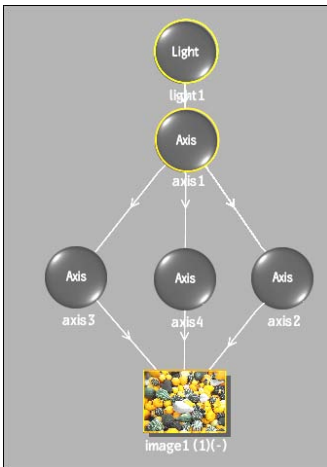 Light
light1
Axis
axis1
Axis
Axis
Axis
axis3
axis4
axis2
image1 (1)(-)